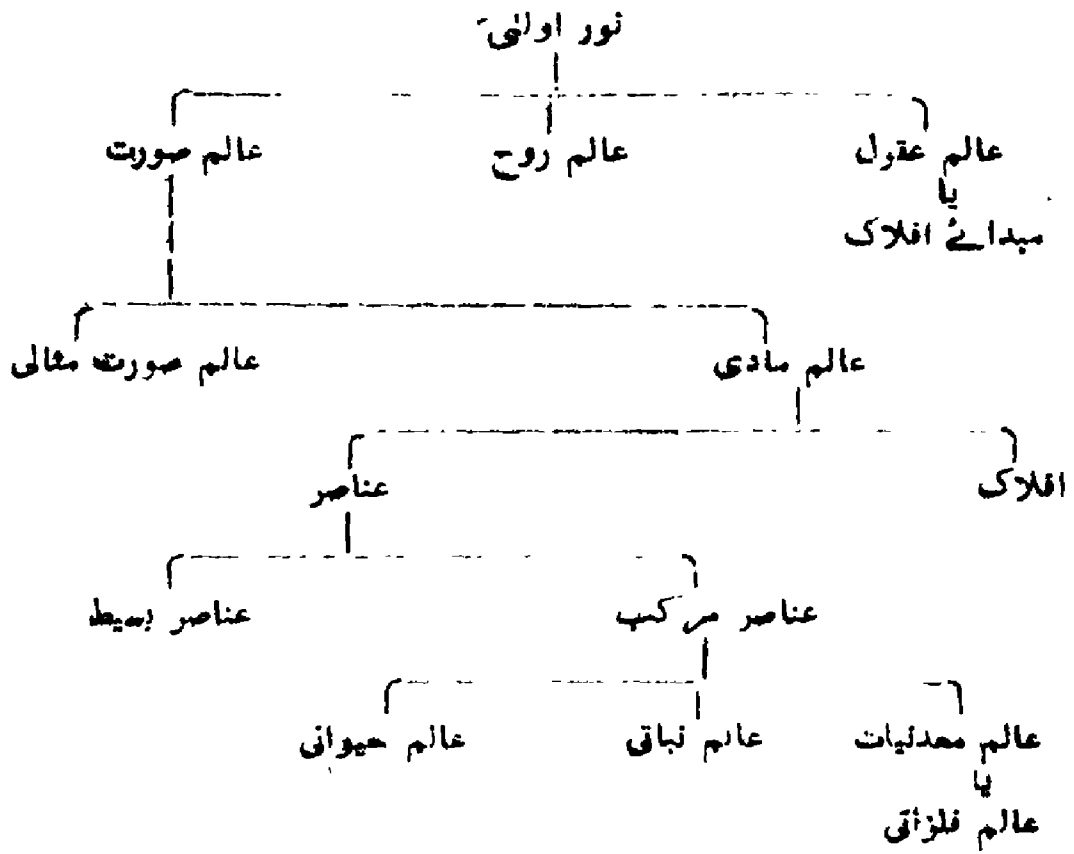 نور اولیٰ
عالم عقول عالم روح عالم صورت
یا
مبدائے افلاک
عالم مادی عالم صورت مثالی
افلاک عناصر
عناصر مرکب عناصر بسیط
عالم معدنیات عالم نباتی عالم حیوانی
یا
عالم فلزاتی